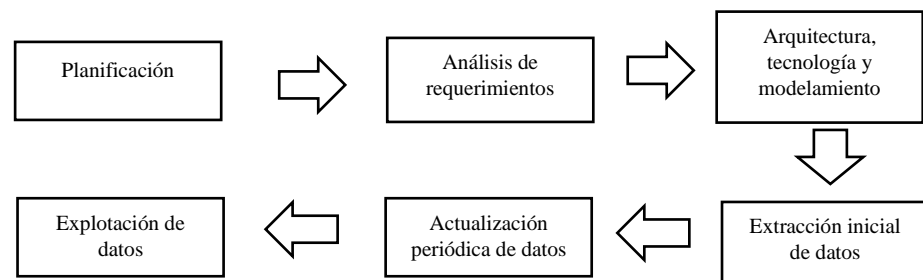 Planificación
Análisis de
requerimientos
Arquitectura,
tecnología y
modelamiento
Extracción inicial
de datos
Actualización
periódica de datos
Explotación de
datos